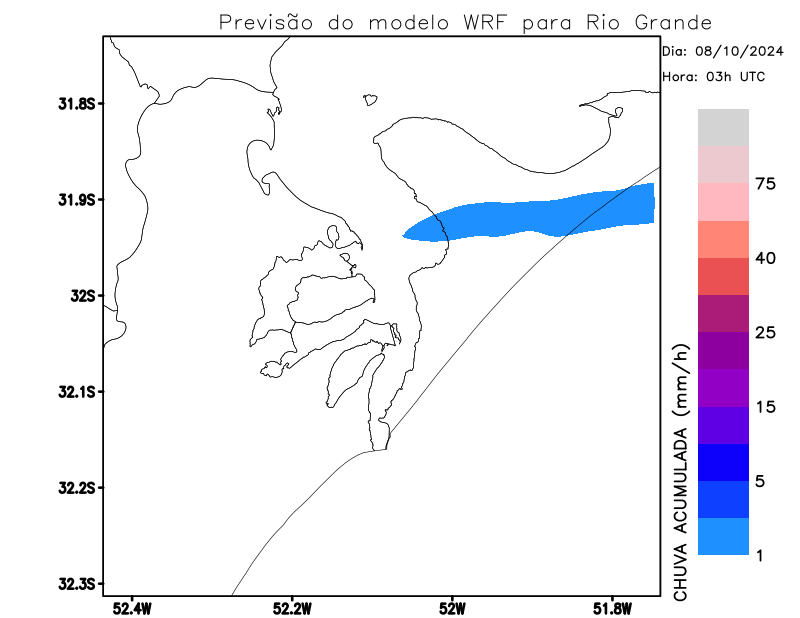 Previsão do modelo WRF para Rio Grande
Dia: 08/10/2024
Hora: 03h UTC
31.8S
31.9S
32S
32.1S
32.2S
32.3S
52.4W
52.2W
52W
51.8W
CHUVA ACUMULADA (mm/h)
75
40
25
15
5
1